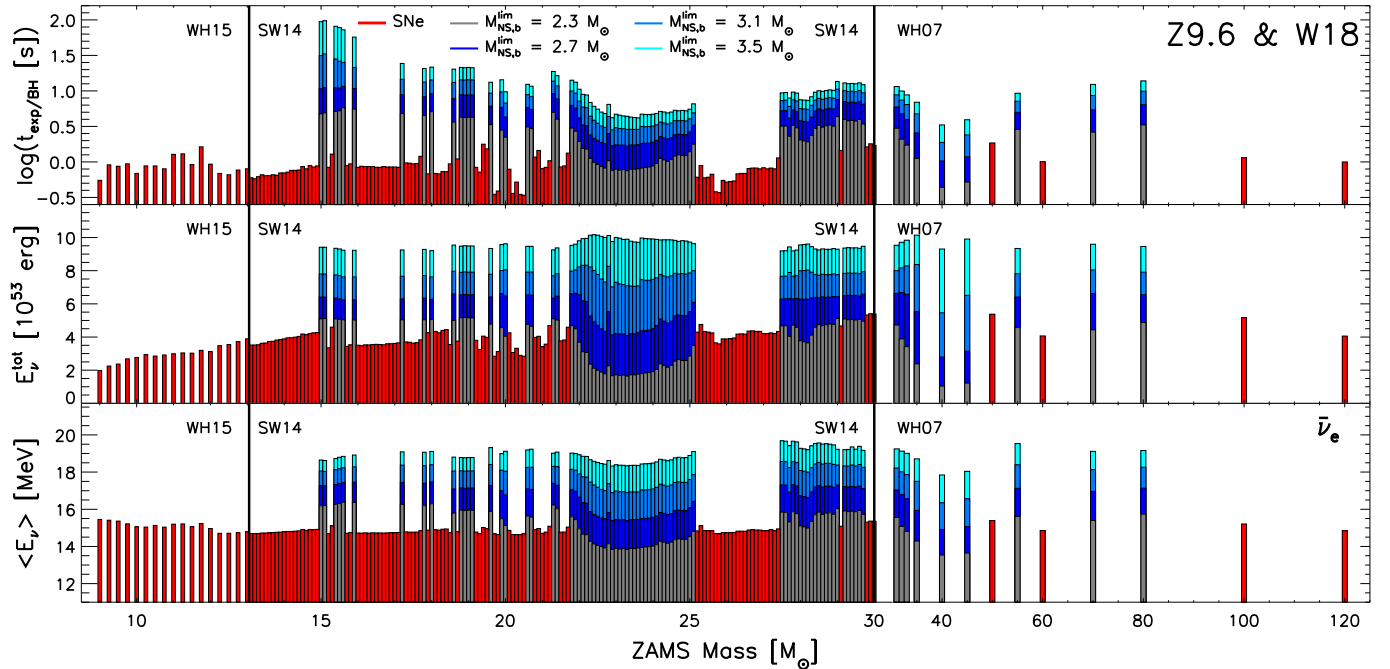 WH15 SW14 SNe M_NS,b^lim = 2.3 M_⊙ M_NS,b^lim = 3.1 M_⊙ SW14 WH07 Z9.6 & W18
M_NS,b^lim = 2.7 M_⊙ M_NS,b^lim = 3.5 M_⊙
log(t_exp/BH [s])
2.0
1.5
1.0
0.5
0.0
−0.5
WH15 SW14 SW14 WH07
E_ν^tot [10^53 erg]
10
8
6
4
2
0
WH15 SW14 SW14 WH07 ν̄_e
<E_ν> [MeV]
20
18
16
14
12
10 15 20 25 30 40 60 80 100 120
ZAMS Mass [M_⊙]